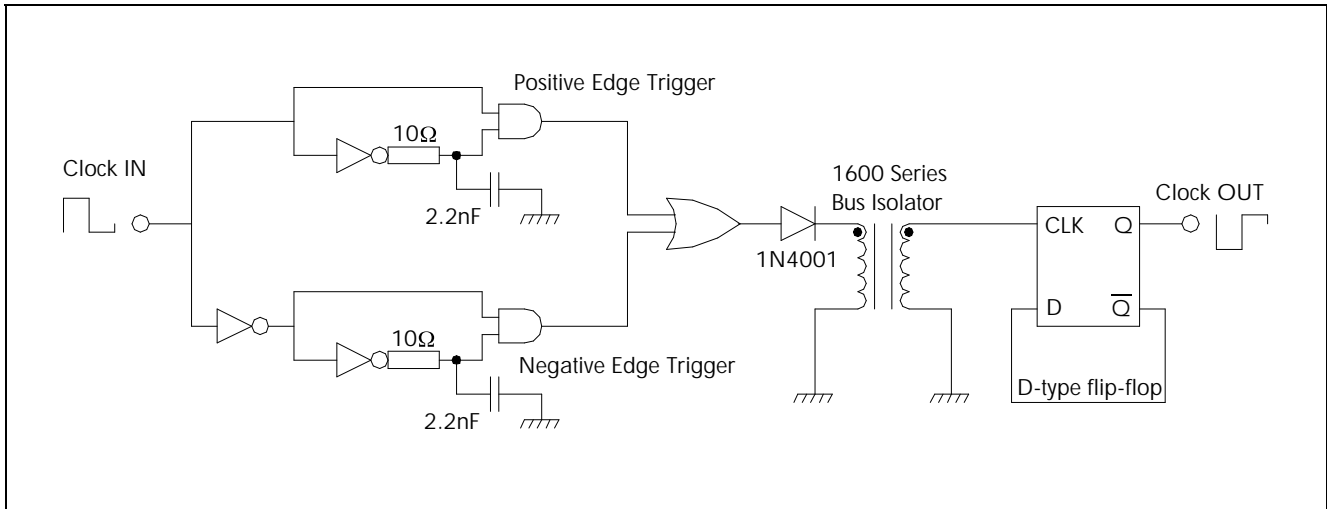 Positive Edge Trigger
10Ω
Clock IN
2.2nF
1600 Series
Bus Isolator
Clock OUT
CLK
Q
1N4001
D
Q̅
10Ω
Negative Edge Trigger
D-type flip-flop
2.2nF